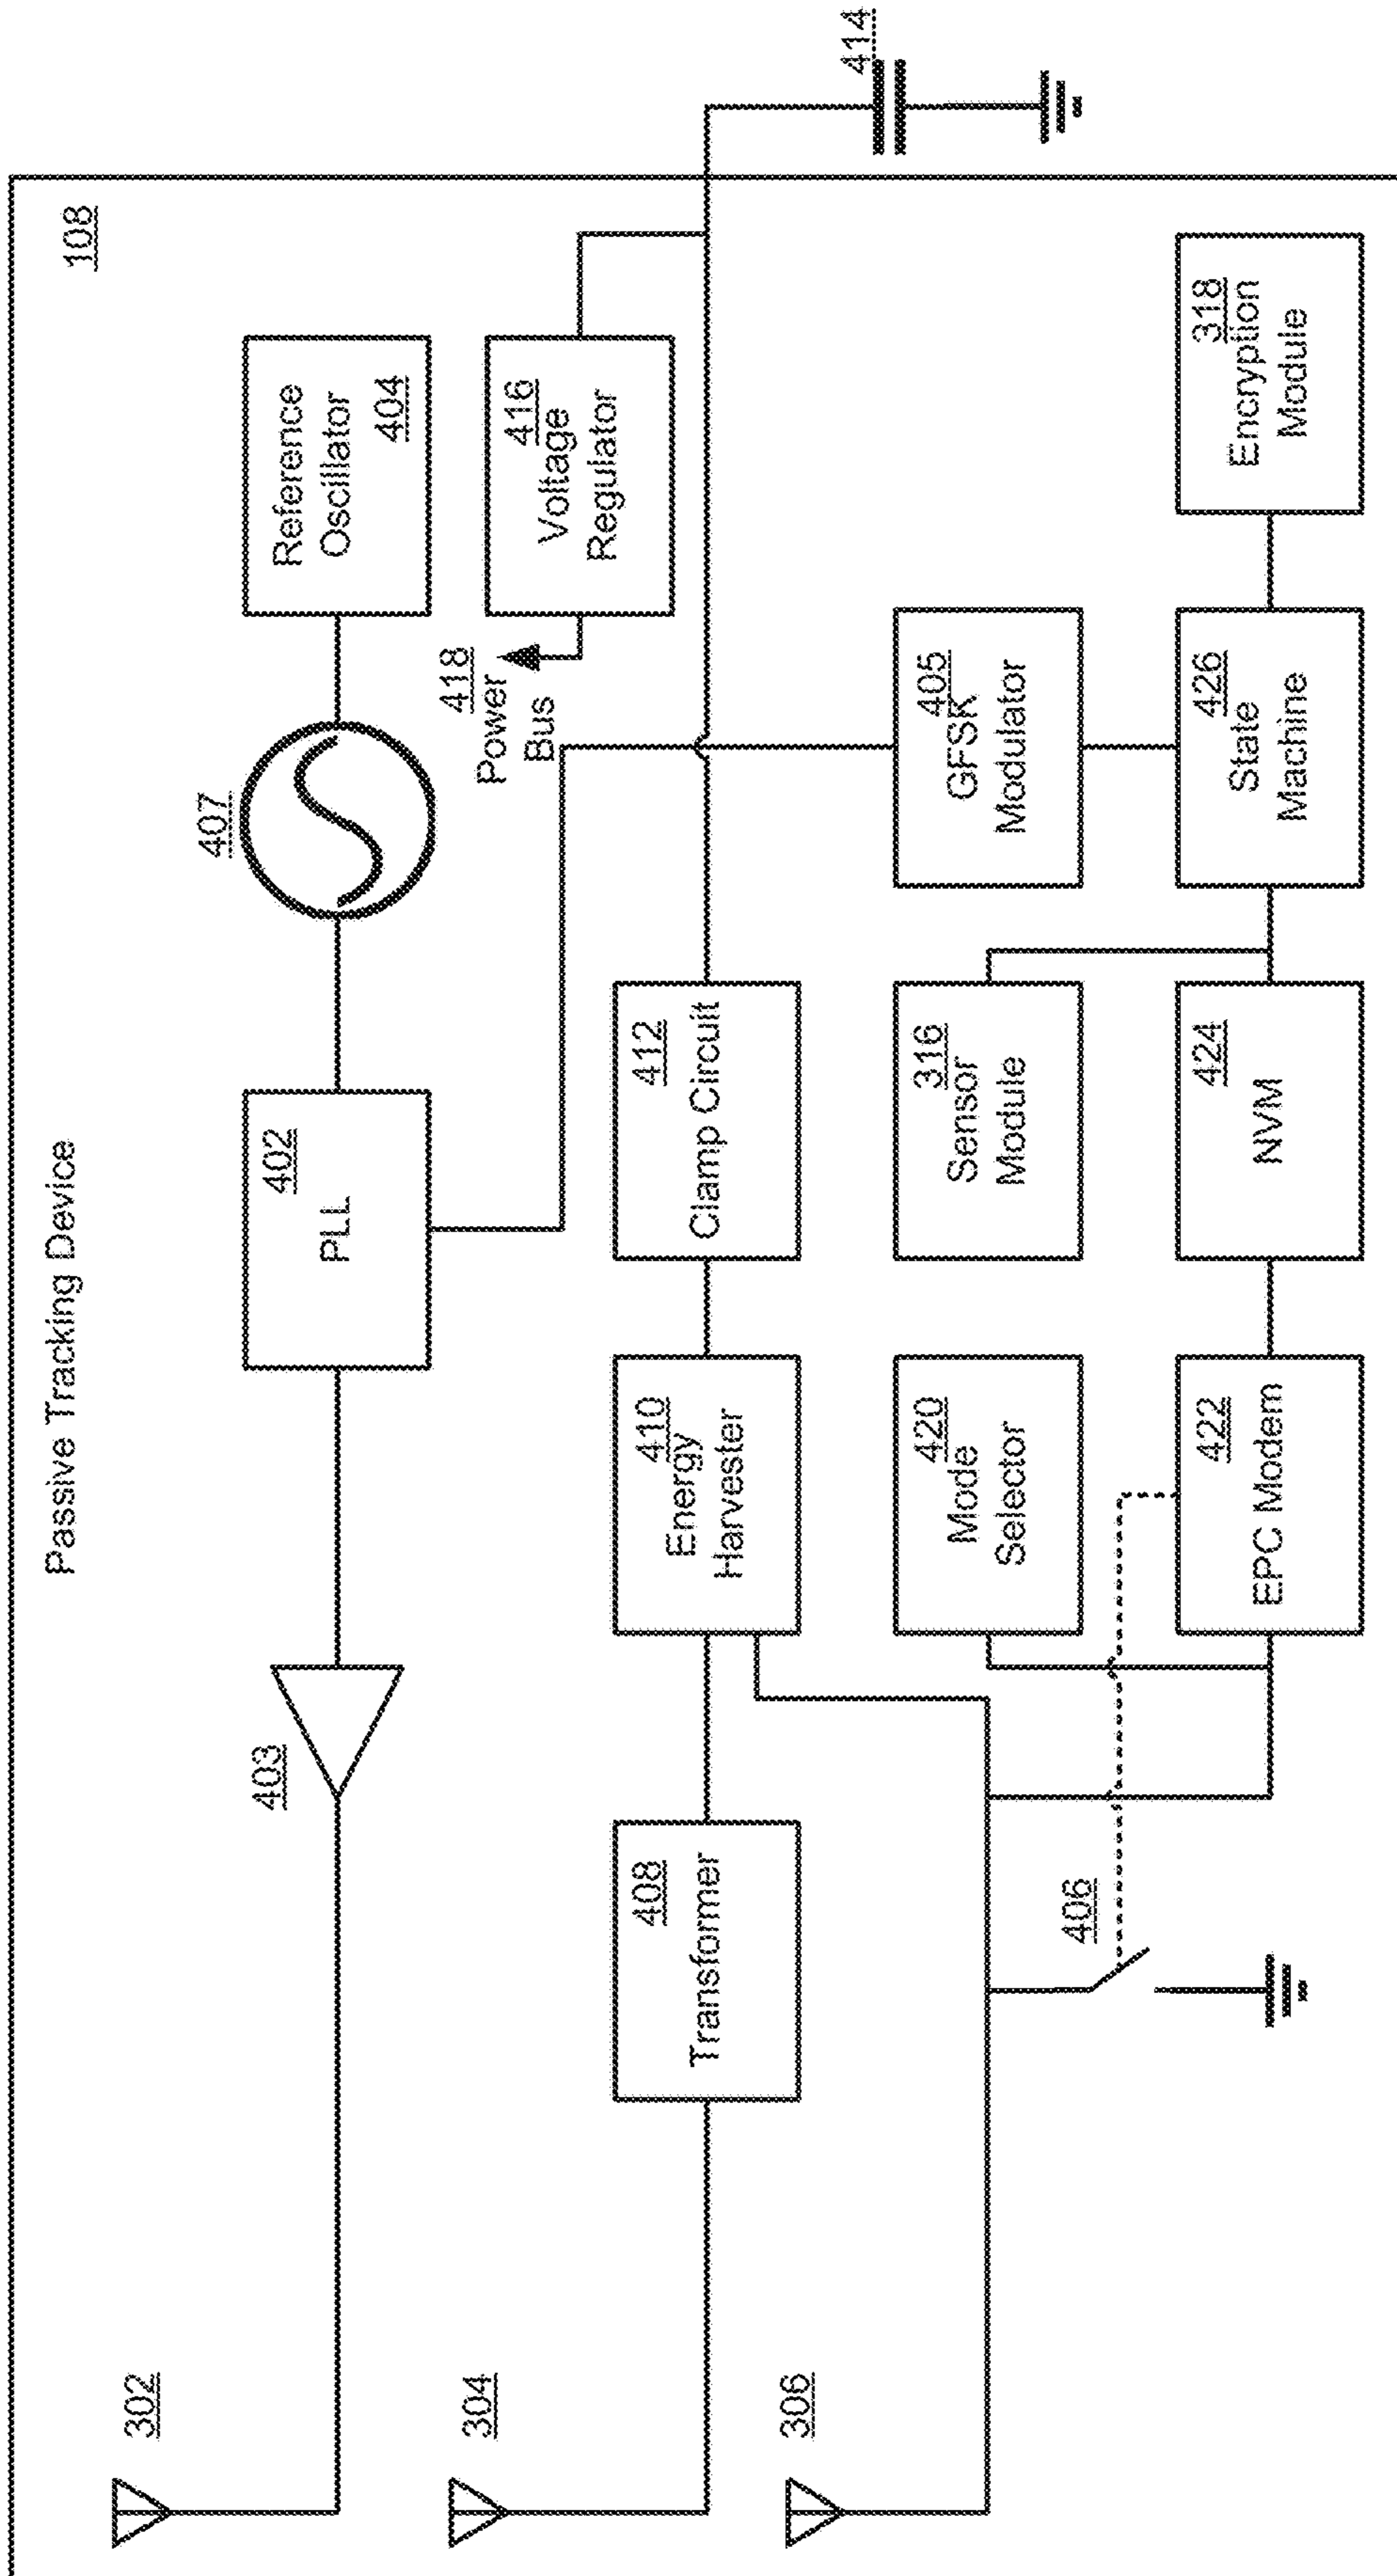 Passive Tracking Device
108
302
403
402
PLL
407
Reference
Oscillator
404
304
408
Transformer
410
Energy
Harvester
412
Clamp Circuit
418
Power
Bus
416
Voltage
Regulator
414
306
406
420
Mode
Selector
316
Sensor
Module
405
GFSK
Modulator
422
EPC Modem
424
NVM
426
State
Machine
318
Encryption
Module